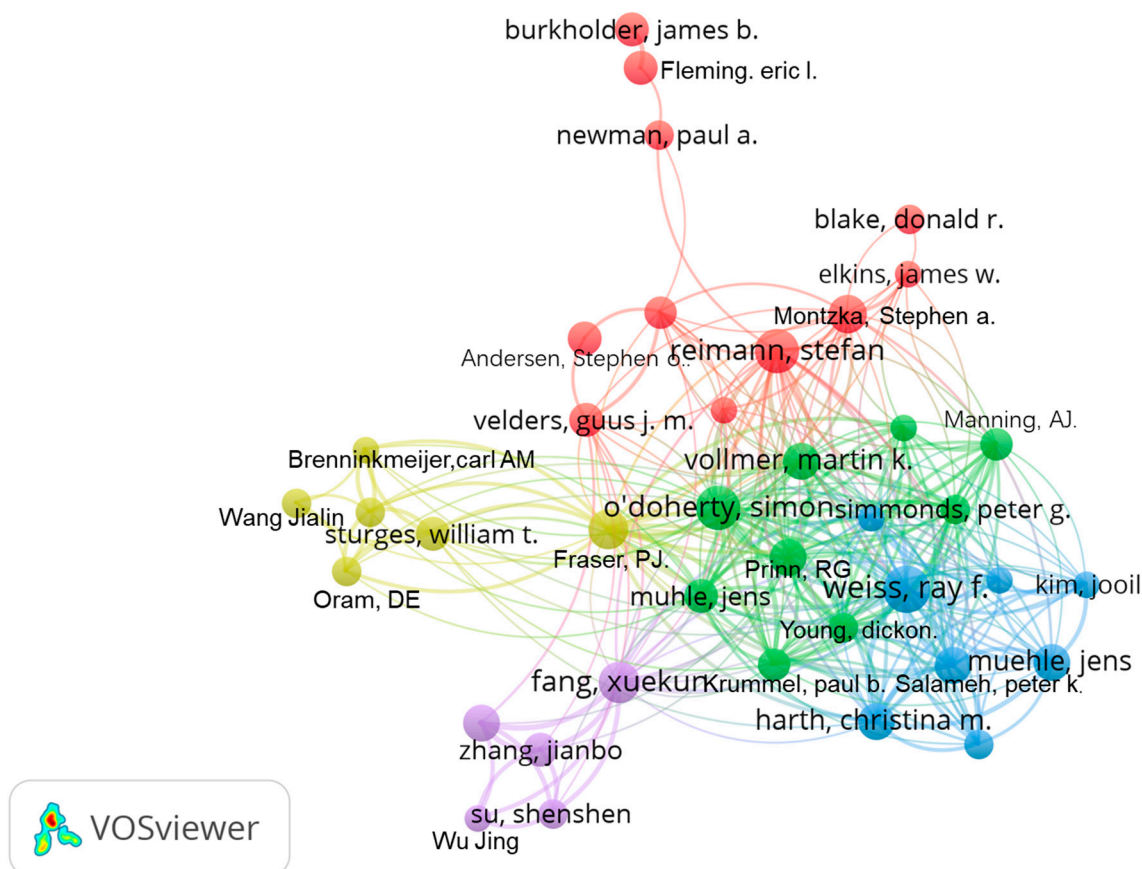 burkholder, james b.
Fleming. eric l.
newman, paul a.
blake, donald r.
elkins, james w.
Montzka, Stephen a.
reimann, stefan
Andersen, Stephen o..
velders, guus j. m.
Manning, AJ.
Brenninkmeijer,carl AM
vollmer, martin k.
o'doherty, simon
simmonds, peter g.
Wang Jialin
sturges, william t.
Fraser, PJ.
Prinn, RG
weiss, ray f.
kim, jooil
Oram, DE
muhle, jens
Young, dickon.
muehle, jens
fang, xuekun
Krummel, paul b.
Salameh, peter k.
harth, christina m.
zhang, jianbo
su, shenshen
Wu Jing
VOSviewer